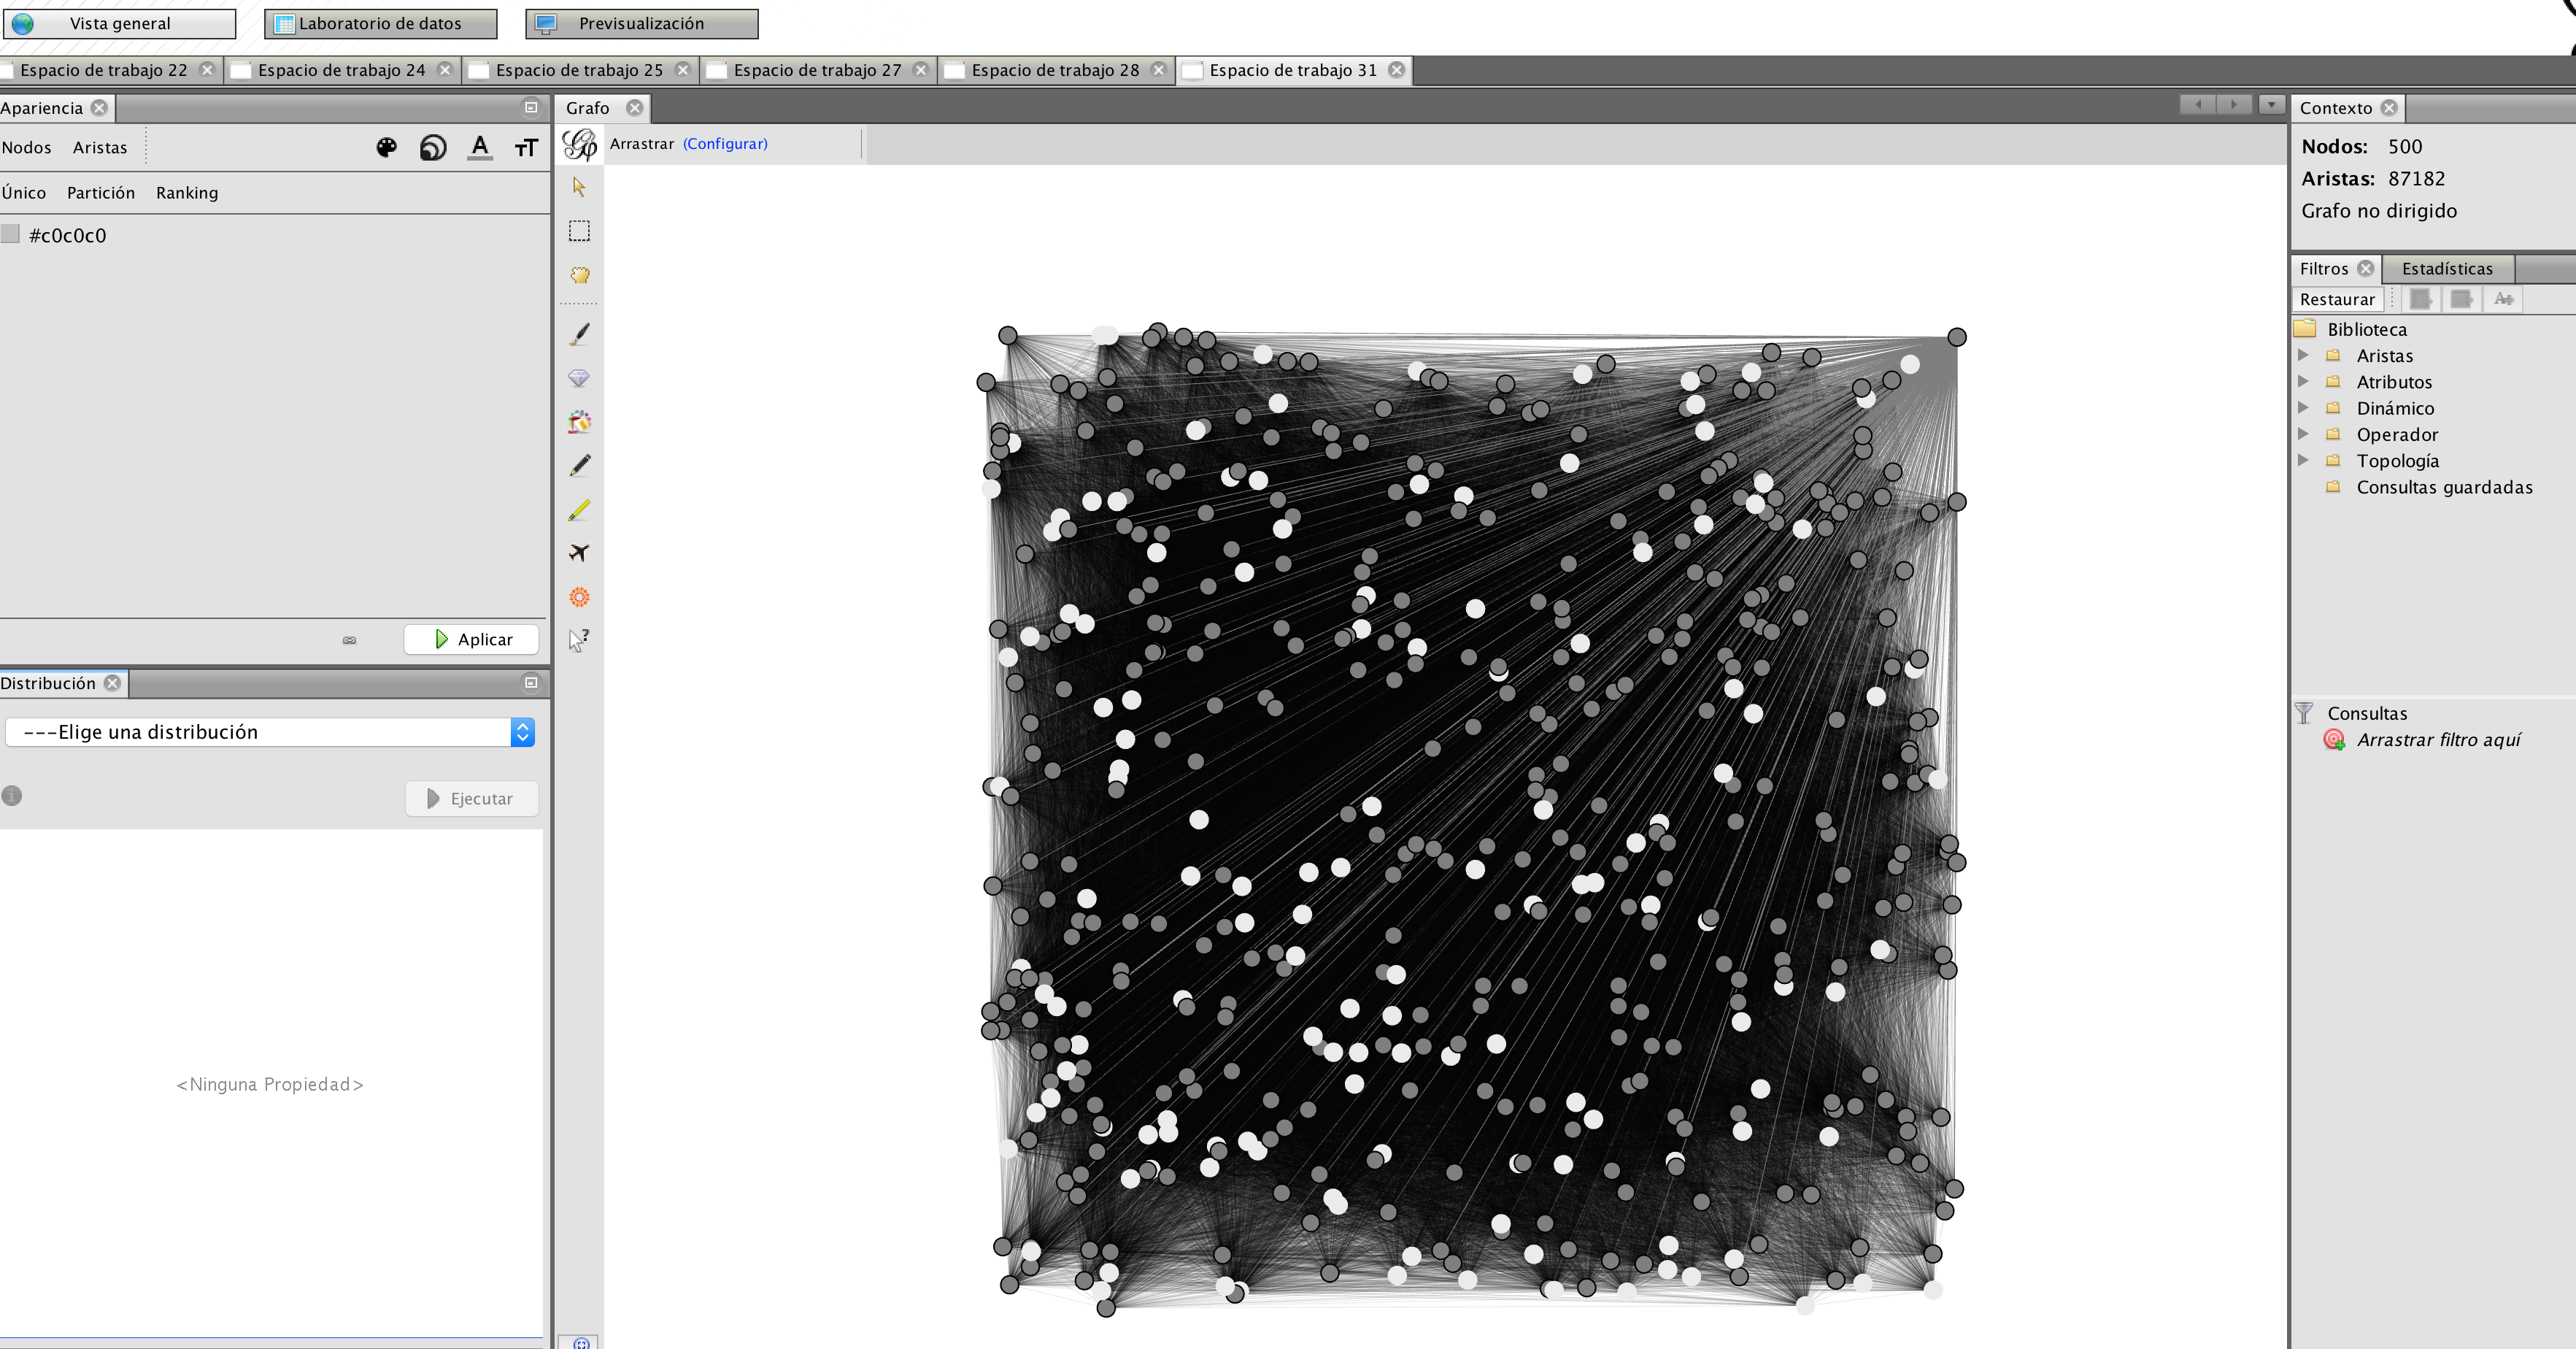 Vista general
Laboratorio de datos
Previsualización
Espacio de trabajo 22
Espacio de trabajo 24
Espacio de trabajo 25
Espacio de trabajo 27
Espacio de trabajo 28
Espacio de trabajo 31
Apariencia
Nodos Aristas
Único Partición Ranking
#c0c0c0
Aplicar
Distribución
---Elige una distribución
Ejecutar
<Ninguna Propiedad>
Grafo
Arrastrar (Configurar)
Contexto
Nodos: 500
Aristas: 87182
Grafo no dirigido
Filtros
Estadísticas
Restaurar
Biblioteca
Aristas
Atributos
Dinámico
Operador
Topología
Consultas guardadas
Consultas
Arrastrar filtro aquí